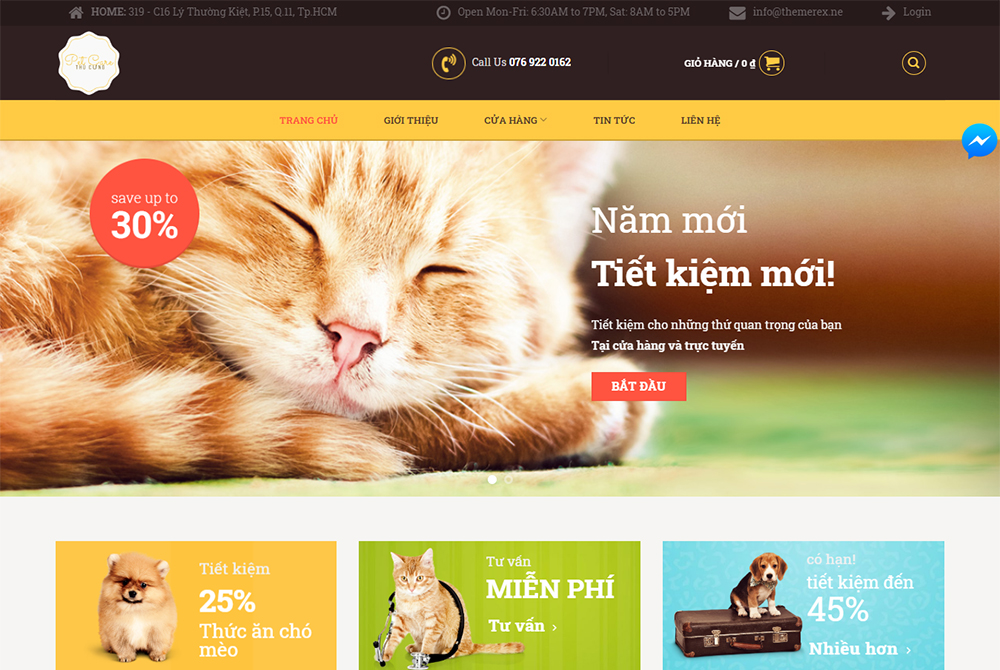 HOME: 319 - C16 Lý Thường Kiệt, P.15, Q.11, Tp.HCM
Open Mon-Fri: 6:30AM to 7PM, Sat: 8AM to 5PM
info@themerex.ne
Login
Pet Care
THÚ CƯNG
Call Us 076 922 0162
GIỎ HÀNG / 0 ₫
TRANG CHỦ
GIỚI THIỆU
CỬA HÀNG
TIN TỨC
LIÊN HỆ
save up to
30%
Năm mới
Tiết kiệm mới!
Tiết kiệm cho những thứ quan trọng của bạn
Tại cửa hàng và trực tuyến
BẮT ĐẦU
Tiết kiệm
25%
Thức ăn chó
mèo
Tư vấn
MIỄN PHÍ
Tư vấn ›
có hạn!
tiết kiệm đến
45%
Nhiều hơn ›